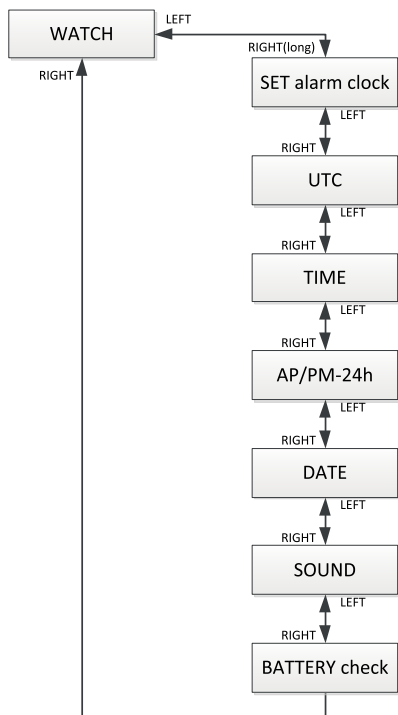 WATCH
LEFT
RIGHT(long)
RIGHT
SET alarm clock
LEFT
RIGHT
UTC
LEFT
RIGHT
TIME
LEFT
RIGHT
AP/PM-24h
LEFT
RIGHT
DATE
LEFT
RIGHT
SOUND
LEFT
RIGHT
BATTERY check